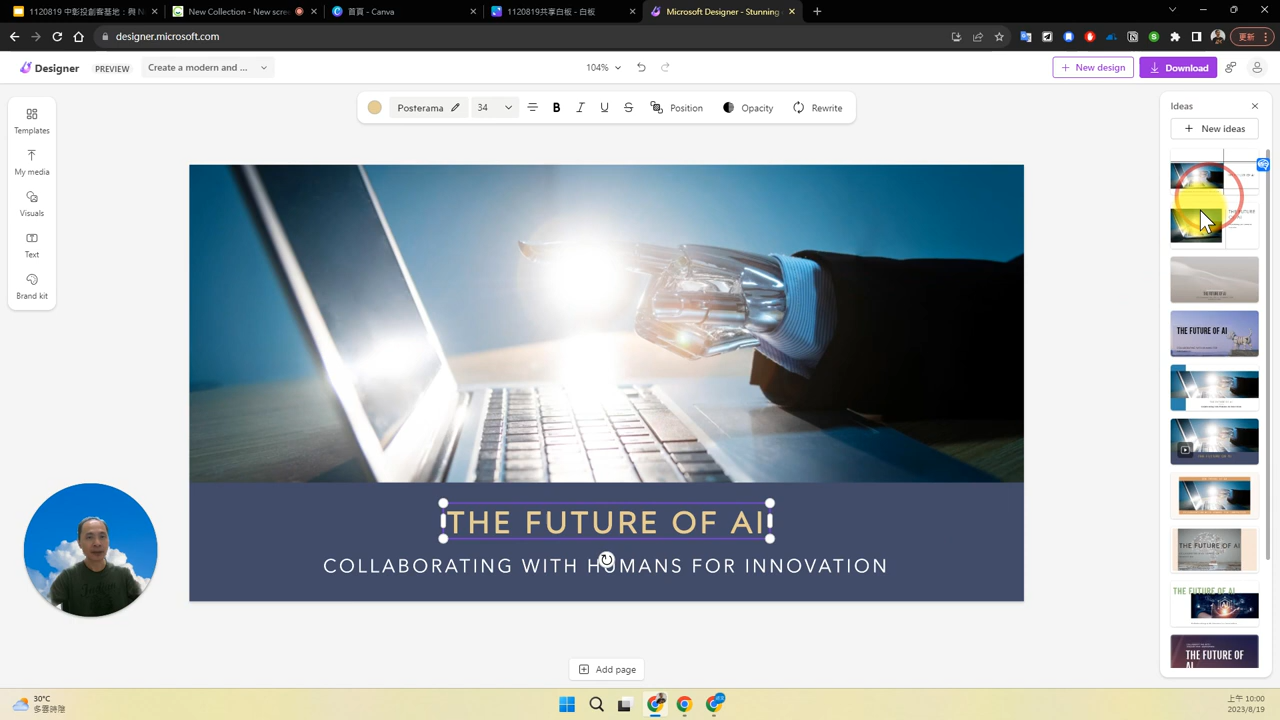 1120819 中彰投創客基地：與 N
New Collection - New scre
首頁 - Canva
1120819共享白板 - 白板
Microsoft Designer - Stunning
designer.microsoft.com
更新
Designer PREVIEW Create a modern and ...
104%
New design
Download
Templates
My media
Visuals
Text
Brand kit
Posterama
34
B I U S
Position
Opacity
Rewrite
Ideas
New ideas
THE FUTURE
THE FUTURE OF AI
THE FUTURE OF AI
THE FUTURE OF AI
THE FUTURE OF AI
THE FUTURE OF AI
COLLABORATING WITH HUMANS FOR INNOVATION
Add page
30°C
多雲時陰
上午 10:00
2023/8/19